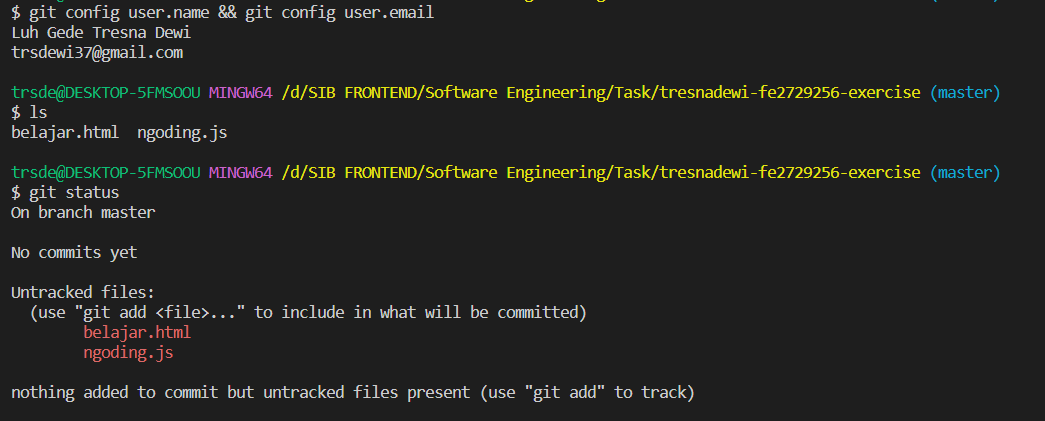 $ git config user.name && git config user.email
Luh Gede Tresna Dewi
trsdewi37@gmail.com
trsde@DESKTOP-5FMSOOU MINGW64 /d/SIB FRONTEND/Software Engineering/Task/tresnadewi-fe2729256-exercise (master)
$ ls
belajar.html  ngoding.js
trsde@DESKTOP-5FMSOOU MINGW64 /d/SIB FRONTEND/Software Engineering/Task/tresnadewi-fe2729256-exercise (master)
$ git status
On branch master
No commits yet
Untracked files:
  (use "git add <file>..." to include in what will be committed)
        belajar.html
        ngoding.js
nothing added to commit but untracked files present (use "git add" to track)